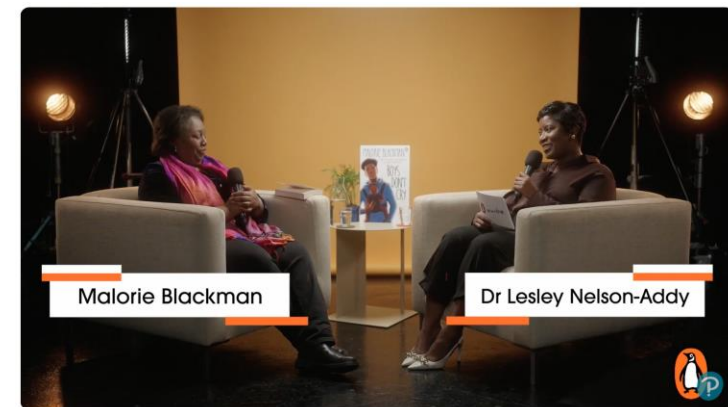 MALORIE BLACKMAN
BOYS
DON'T
CRY
Malorie Blackman
Dr Lesley Nelson-Addy